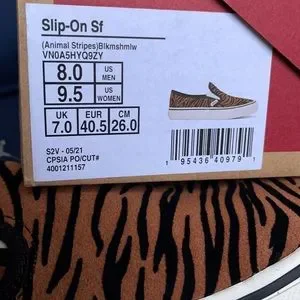 Slip-On Sf
(Animal Stripes)Blkmshmlw
VN0A5HYQ9ZY
8.0 US MEN
9.5 US WOMEN
UK 7.0 EUR 40.5 CM 26.0
S2V - 05/21
CPSIA PO/CUT#
4001211157
1 95436 40979 1